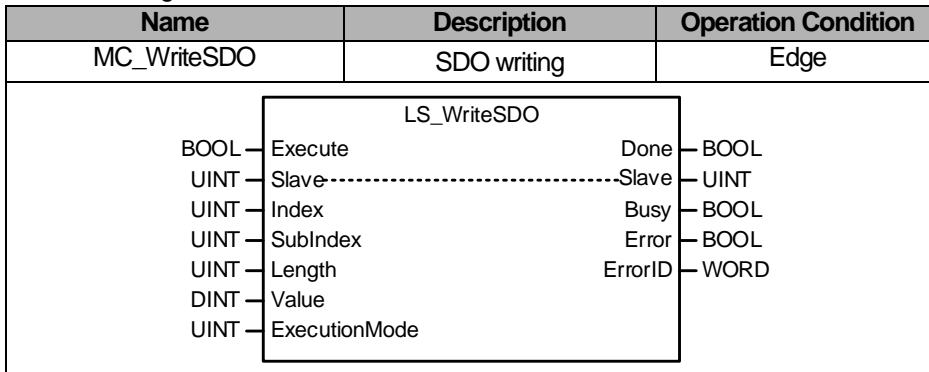 Name Description Operation Condition
MC_WriteSDO SDO writing Edge
LS_WriteSDO
BOOL Execute Done BOOL
UINT Slave Slave UINT
UINT Index Busy BOOL
UINT SubIndex Error BOOL
UINT Length ErrorID WORD
DINT Value
UINT ExecutionMode